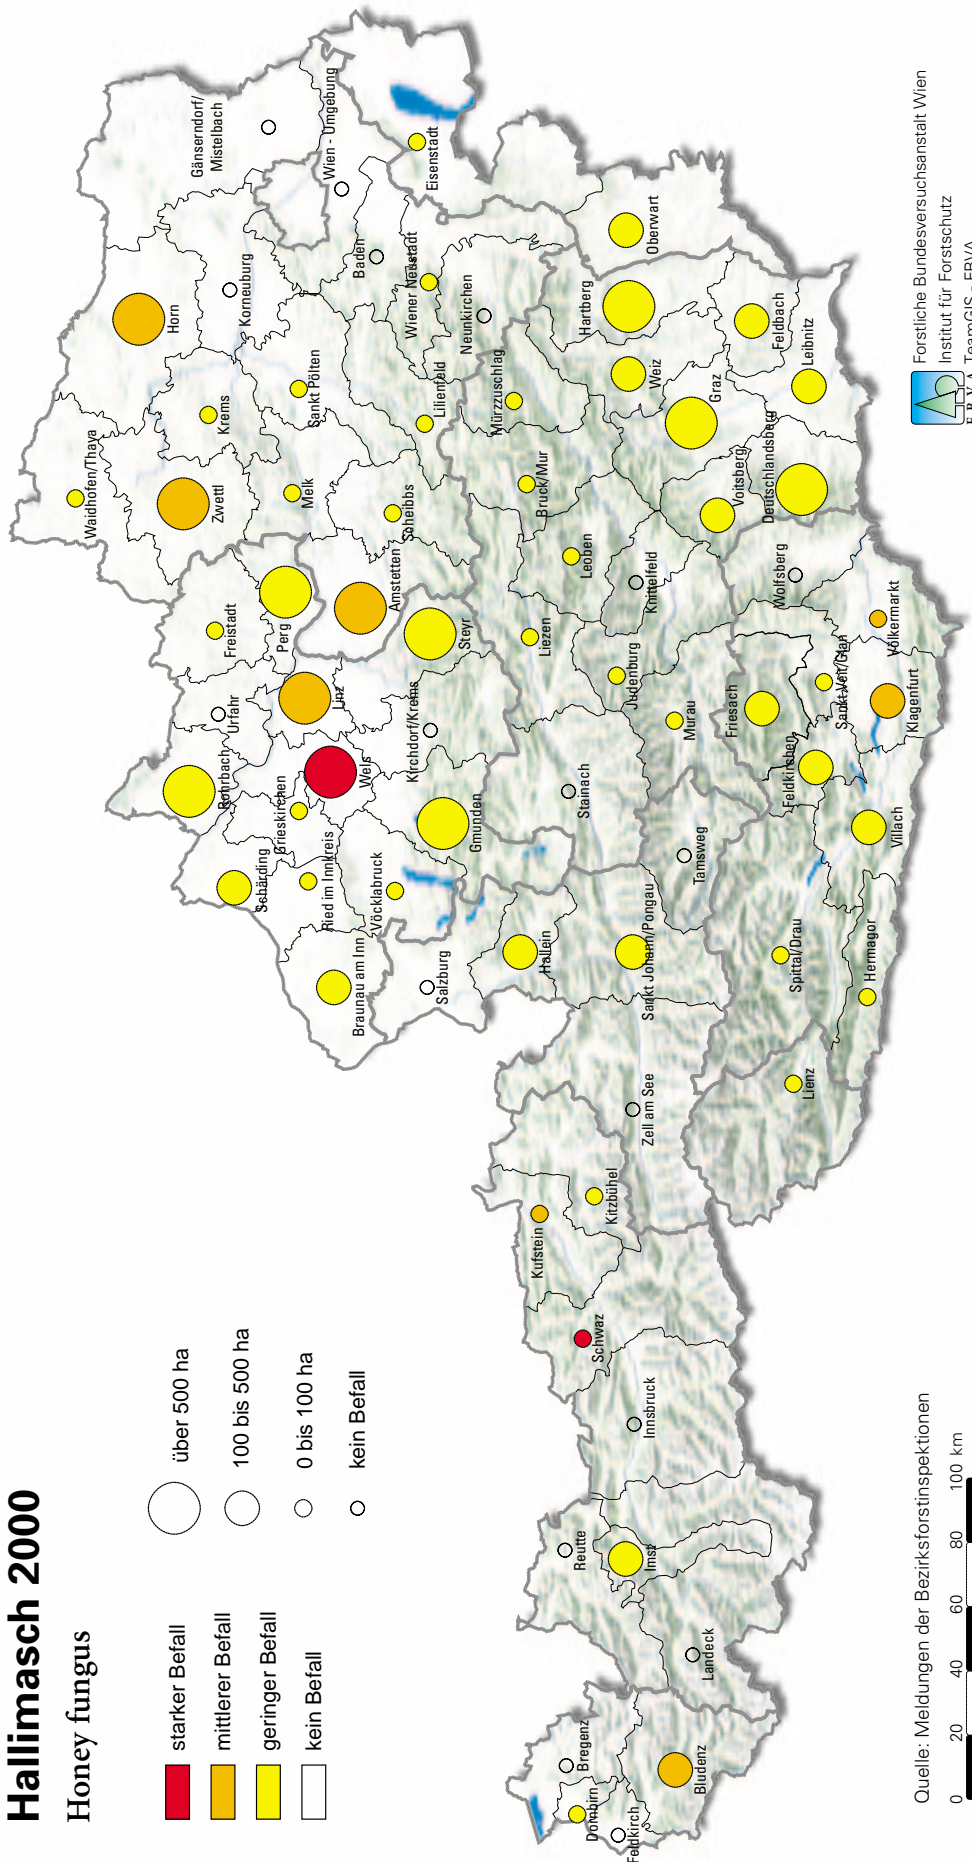 Hallimasch 2000
Honey fungus
starker Befall
mittlerer Befall
geringer Befall
kein Befall
über 500 ha
100 bis 500 ha
0 bis 100 ha
kein Befall
Waidhofen/Thaya
Horn
Zwettl
Krems
Korneuburg
Gänserndorf/
Mistelbach
Wien - Umgebung
Freistadt
Perg
Melk
Sankt Pölten
Baden
Eisenstadt
Urfahr
Linz
Rohrbach
Wels
Grieskirchen
Schärding
Ried im Innkreis
Vöcklabruck
Braunau am Inn
Amstetten
Scheibbs
Lilienfeld
Wiener Neustadt
Neunkirchen
Steyr
Kirchdorf/Krems
Gmunden
Salzburg
Hallein
Mürzzuschlag
Bruck/Mur
Leoben
Liezen
Stainach
Hartberg
Oberwart
Weiz
Graz
Feldbach
Leibnitz
Voitsberg
Deutschlandsberg
Knittelfeld
Judenburg
Murau
Tamsweg
Sankt Johann/Pongau
Zell am See
Wolfsberg
Völkermarkt
Friesach
Sankt Veit/Glan
Klagenfurt
Feldkirchen
Villach
Spittal/Drau
Hermagor
Lienz
Kitzbühel
Kufstein
Schwaz
Innsbruck
Reutte
Imst
Landeck
Bregenz
Dornbirn
Feldkirch
Bludenz
Quelle: Meldungen der Bezirksforstinspektionen
0 20 40 60 80 100 km
Forstliche Bundesversuchsanstalt Wien
Institut für Forstschutz
TeamGIS - FBVA
F B V A